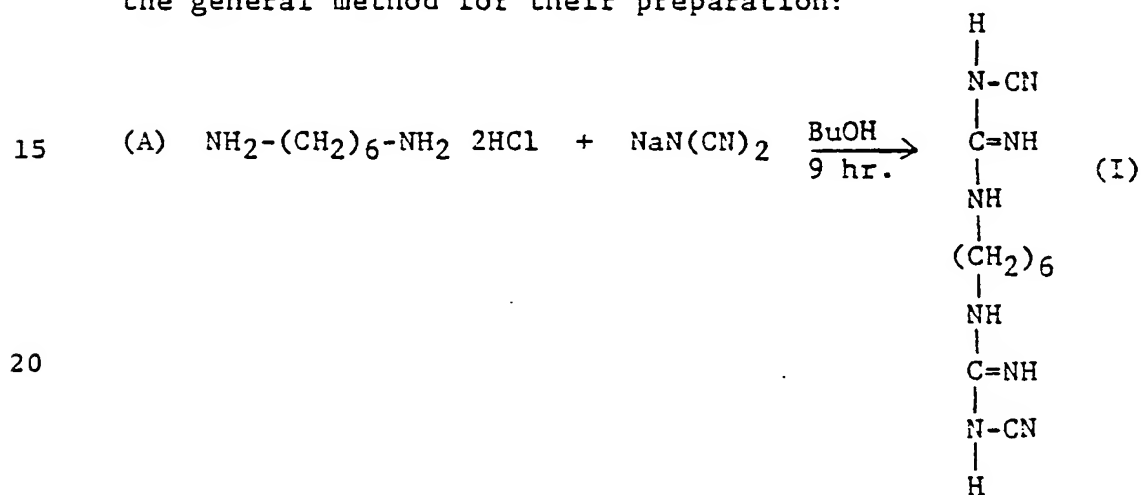 the general method for their preparation:
H
N-CN
15 (A) NH2-(CH2)6-NH2 2HCl + NaN(CN)2 BuOH 9 hr. C=NH (I)
NH
(CH2)6
NH
20 C=NH
N-CN
H